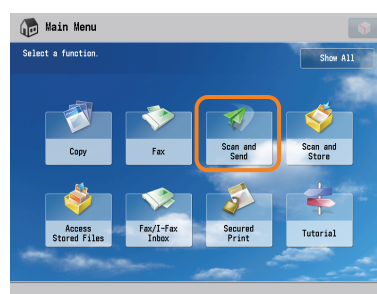 Main Menu
Select a function.
Show All
Copy
Fax
Scan and
Send
Scan and
Store
Access
Stored Files
Fax/I-Fax
Inbox
Secured
Print
Tutorial